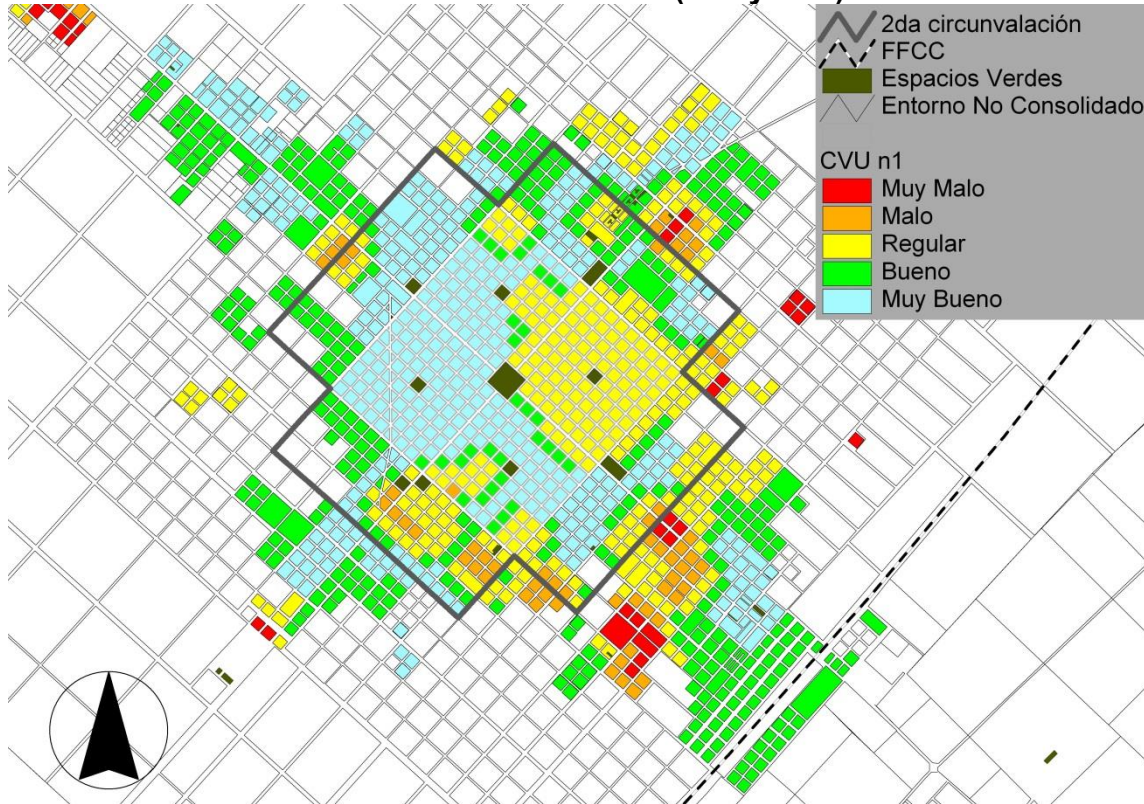 2da circunvalación
FFCC
Espacios Verdes
Entorno No Consolidado
CVU n1
Muy Malo
Malo
Regular
Bueno
Muy Bueno